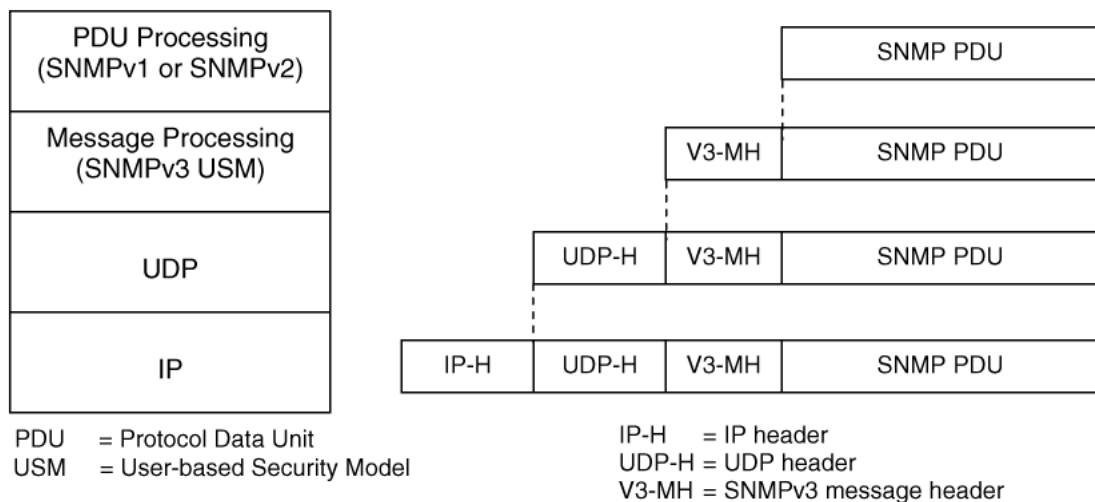 PDU Processing
(SNMPv1 or SNMPv2)
SNMP PDU
Message Processing
(SNMPv3 USM)
V3-MH SNMP PDU
UDP
UDP-H V3-MH SNMP PDU
IP
IP-H UDP-H V3-MH SNMP PDU
PDU = Protocol Data Unit
USM = User-based Security Model
IP-H = IP header
UDP-H = UDP header
V3-MH = SNMPv3 message header